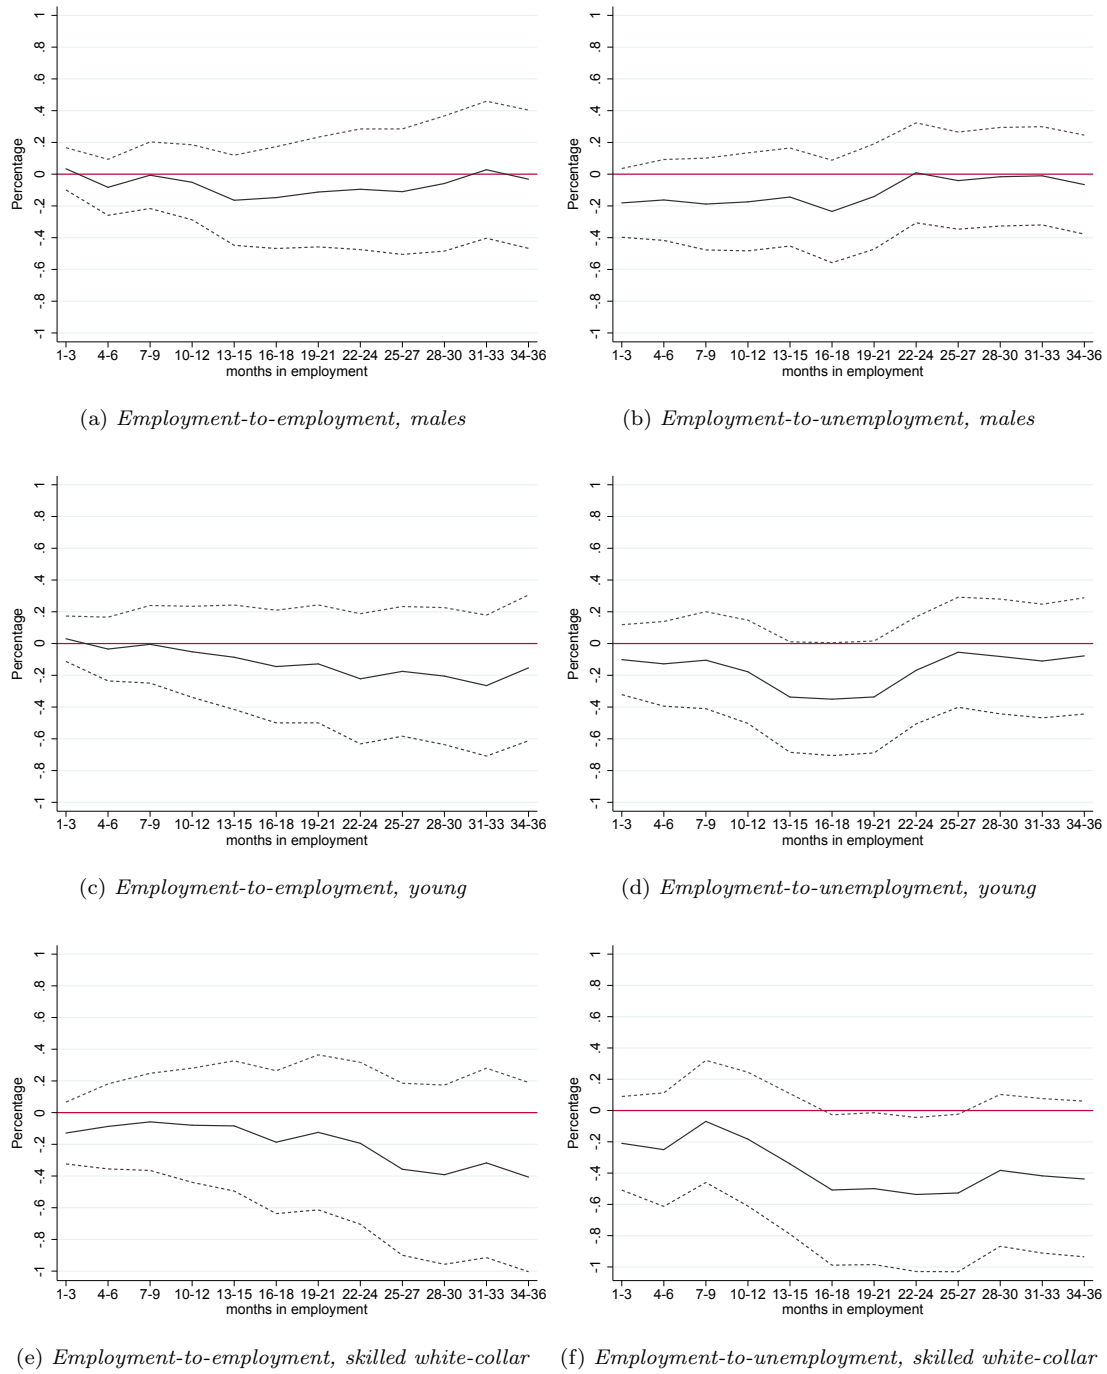 1
.8
.6
.4
.2
0
-.2
-.4
-.6
-.8
-1
Percentage
1-3 4-6 7-9 10-12 13-15 16-18 19-21 22-24 25-27 28-30 31-33 34-36
months in employment
(a) Employment-to-employment, males
1
.8
.6
.4
.2
0
-.2
-.4
-.6
-.8
-1
Percentage
1-3 4-6 7-9 10-12 13-15 16-18 19-21 22-24 25-27 28-30 31-33 34-36
months in employment
(b) Employment-to-unemployment, males
1
.8
.6
.4
.2
0
-.2
-.4
-.6
-.8
-1
Percentage
1-3 4-6 7-9 10-12 13-15 16-18 19-21 22-24 25-27 28-30 31-33 34-36
months in employment
(c) Employment-to-employment, young
1
.8
.6
.4
.2
0
-.2
-.4
-.6
-.8
-1
Percentage
1-3 4-6 7-9 10-12 13-15 16-18 19-21 22-24 25-27 28-30 31-33 34-36
months in employment
(d) Employment-to-unemployment, young
1
.8
.6
.4
.2
0
-.2
-.4
-.6
-.8
-1
Percentage
1-3 4-6 7-9 10-12 13-15 16-18 19-21 22-24 25-27 28-30 31-33 34-36
months in employment
(e) Employment-to-employment, skilled white-collar
1
.8
.6
.4
.2
0
-.2
-.4
-.6
-.8
-1
Percentage
1-3 4-6 7-9 10-12 13-15 16-18 19-21 22-24 25-27 28-30 31-33 34-36
months in employment
(f) Employment-to-unemployment, skilled white-collar